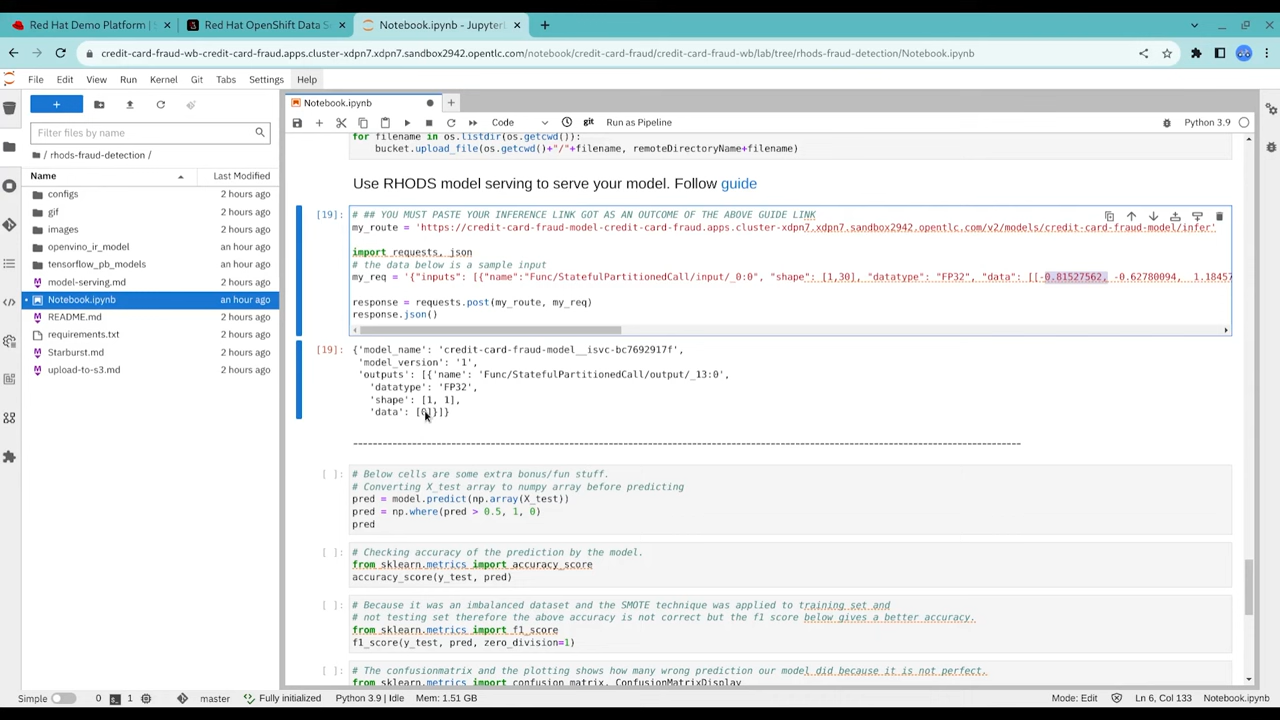 Red Hat Demo Platform |
Red Hat OpenShift Data S
Notebook.ipynb - JupyterL
credit-card-fraud-wb-credit-card-fraud.apps.cluster-xdpn7.xdpn7.sandbox2942.opentlc.com/notebook/credit-card-fraud/credit-card-fraud-wb/lab/tree/rhods-fraud-detection/Notebook.ipynb
File Edit View Run Kernel Git Tabs Settings Help
Notebook.ipynb
Filter files by name
/ rhods-fraud-detection /
Name Last Modified
configs 2 hours ago
gif 2 hours ago
images 2 hours ago
openvino_ir_model 2 hours ago
tensorflow_pb_models 2 hours ago
model-serving.md 2 hours ago
Notebook.ipynb an hour ago
README.md 2 hours ago
requirements.txt 2 hours ago
Starburst.md 2 hours ago
upload-to-s3.md 2 hours ago
Code git Run as Pipeline Python 3.9
for filename in os.listdir(os.getcwd()):
bucket.upload_file(os.getcwd()+"/"+filename, remoteDirectoryName+filename)
Use RHODS model serving to serve your model. Follow guide
[19]: # ## YOU MUST PASTE YOUR INFERENCE LINK GOT AS AN OUTCOME OF THE ABOVE GUIDE LINK
my_route = 'https://credit-card-fraud-model-credit-card-fraud.apps.cluster-xdpn7.xdpn7.sandbox2942.opentlc.com/v2/models/credit-card-fraud-model/infer'
import requests, json
# the data below is a sample input
my_req = '{"inputs": [{"name":"Func/StatefulPartitionedCall/input/_0:0", "shape": [1,30], "datatype": "FP32", "data": [[-0.81527562, -0.62780094, 1.18457
response = requests.post(my_route, my_req)
response.json()
[19]: {'model_name': 'credit-card-fraud-model__isvc-bc7692917f',
'model_version': '1',
'outputs': [{'name': 'Func/StatefulPartitionedCall/output/_13:0',
'datatype': 'FP32',
'shape': [1, 1],
'data': [0]}]}
----------------------------------------------------------------------------------------------------------------------------------
[ ]: # Below cells are some extra bonus/fun stuff.
# Converting X_test array to numpy array before predicting
pred = model.predict(np.array(X_test))
pred = np.where(pred > 0.5, 1, 0)
pred
[ ]: # Checking accuracy of the prediction by the model.
from sklearn.metrics import accuracy_score
accuracy_score(y_test, pred)
[ ]: # Because it was an imbalanced dataset and the SMOTE technique was applied to training set and
# not testing set therefore the above accuracy is not correct but the f1 score below gives a better accuracy.
from sklearn.metrics import f1_score
f1_score(y_test, pred, zero_division=1)
[ ]: # The confusionmatrix and the plotting shows how many wrong prediction our model did because it is not perfect.
from sklearn.metrics import confusion_matrix, ConfusionMatrixDisplay
Simple 0 1 master Fully initialized Python 3.9 | Idle Mem: 1.51 GB Mode: Edit Ln 6, Col 133 Notebook.ipynb